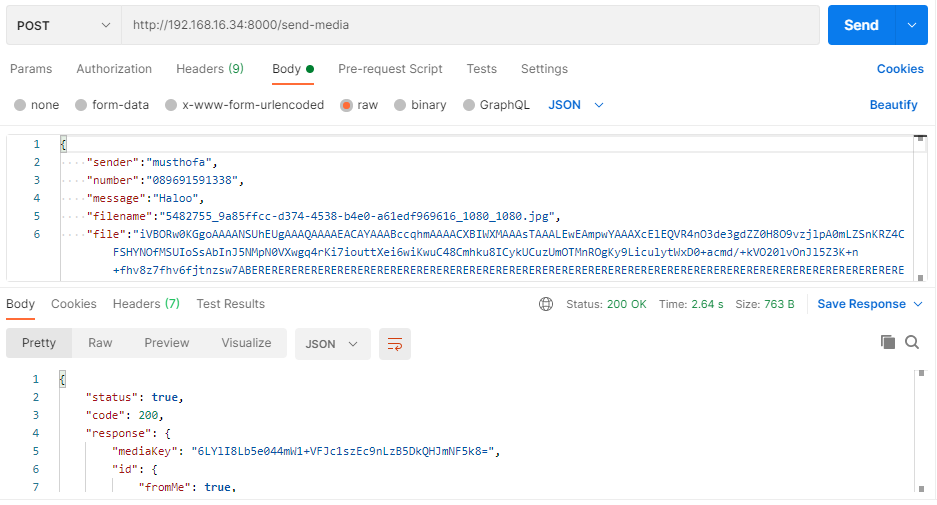 POST http://192.168.16.34:8000/send-media Send
Params Authorization Headers (9) Body Pre-request Script Tests Settings Cookies
none form-data x-www-form-urlencoded raw binary GraphQL JSON Beautify
1 {
2 "sender":"musthofa",
3 "number":"089691591338",
4 "message":"Haloo",
5 "filename":"5482755_9a85ffcc-d374-4538-b4e0-a61edf969616_1080_1080.jpg",
6 "file":"iVBORw0KGgoAAAANSUhEUgAAAQAAAAEACAYAAABccqhmAAAACXBIWXMAAAsTAAALEwEAmpwYAAAXcElEQVR4nO3de3gdZZ0H8O9vzjlpA0mLZSnKRZ4C
FSHYNOfMSUIoSsAbInJ5NMpN0VXwgq4rKi7iouttXei6wiKwuC48Cmhku8ICykUCuzUmOTMnROgKy9LiculytWxD0+acmd/+kVO20lvOnJl5Z3K+n
+fhv8z7fhv6fjtnzsw7ABERERERERERERERERERERERERERERERERERERERERERERERERERERERERERERERERERERERERERERERERERE
Body Cookies Headers (7) Test Results Status: 200 OK Time: 2.64 s Size: 763 B Save Response
Pretty Raw Preview Visualize JSON
1 {
2 "status": true,
3 "code": 200,
4 "response": {
5 "mediaKey": "6LYlI8Lb5e044mW1+VFJc1szEc9nLzB5DkQHJmNF5k8=",
6 "id": {
7 "fromMe": true,